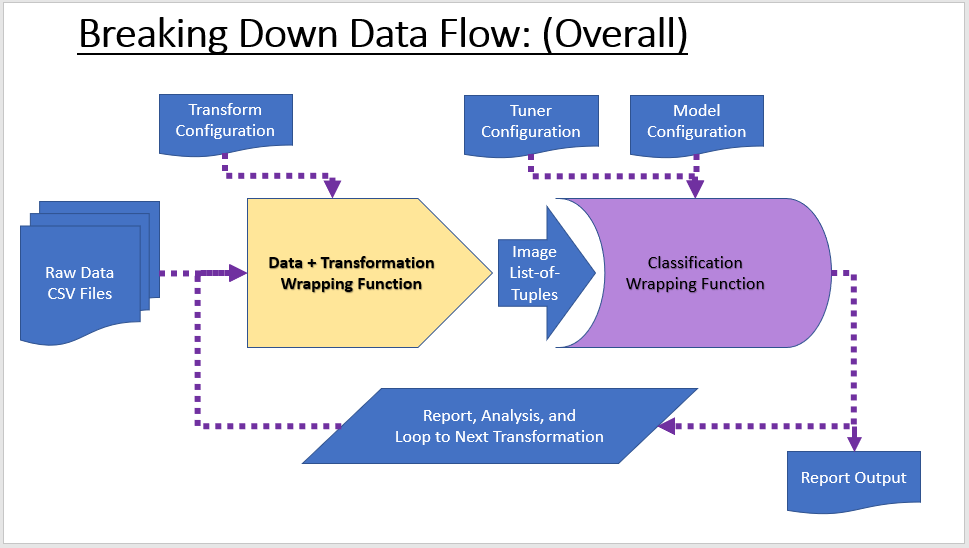 Breaking Down Data Flow: (Overall)
Transform
Configuration
Tuner
Configuration
Model
Configuration
Raw Data
CSV Files
Data + Transformation
Wrapping Function
Image
List-of-
Tuples
Classification
Wrapping Function
Report, Analysis, and
Loop to Next Transformation
Report Output